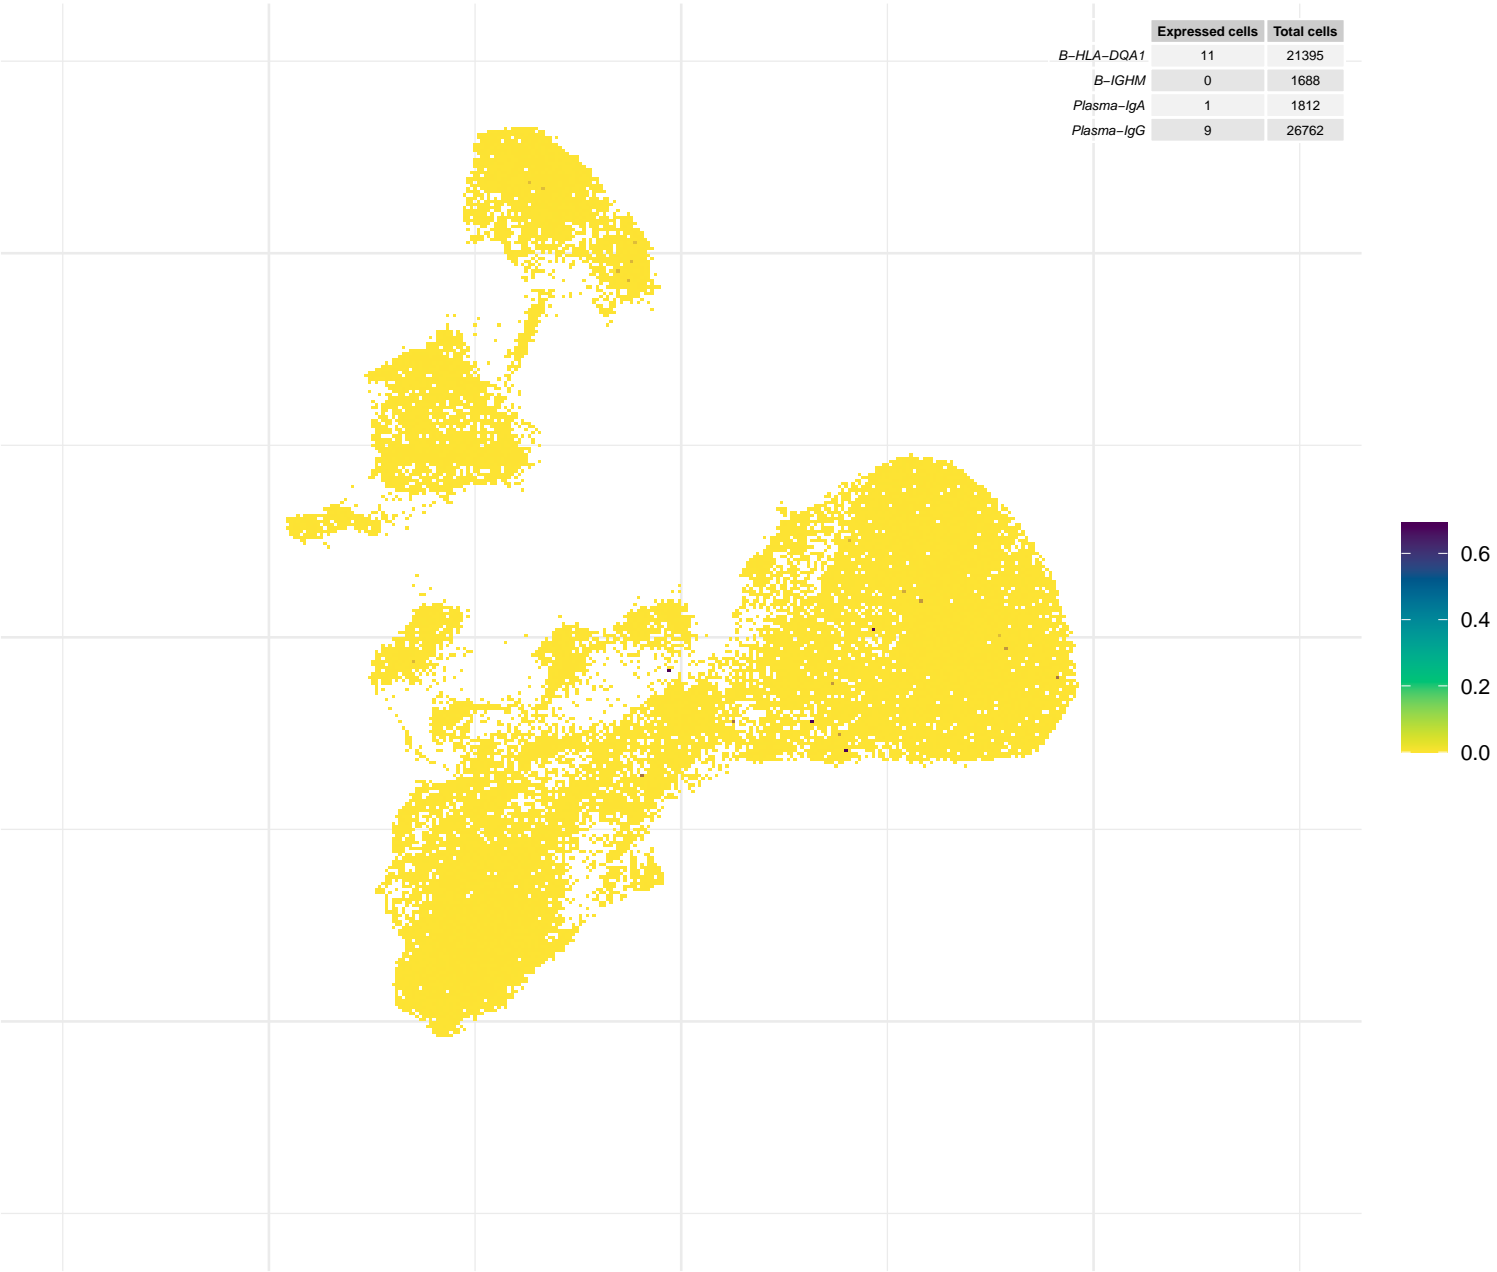 Expressed cells Total cells
B−HLA−DQA1 11 21395
B−IGHM 0 1688
Plasma−IgA 1 1812
Plasma−IgG 9 26762
0.6
0.4
0.2
0.0